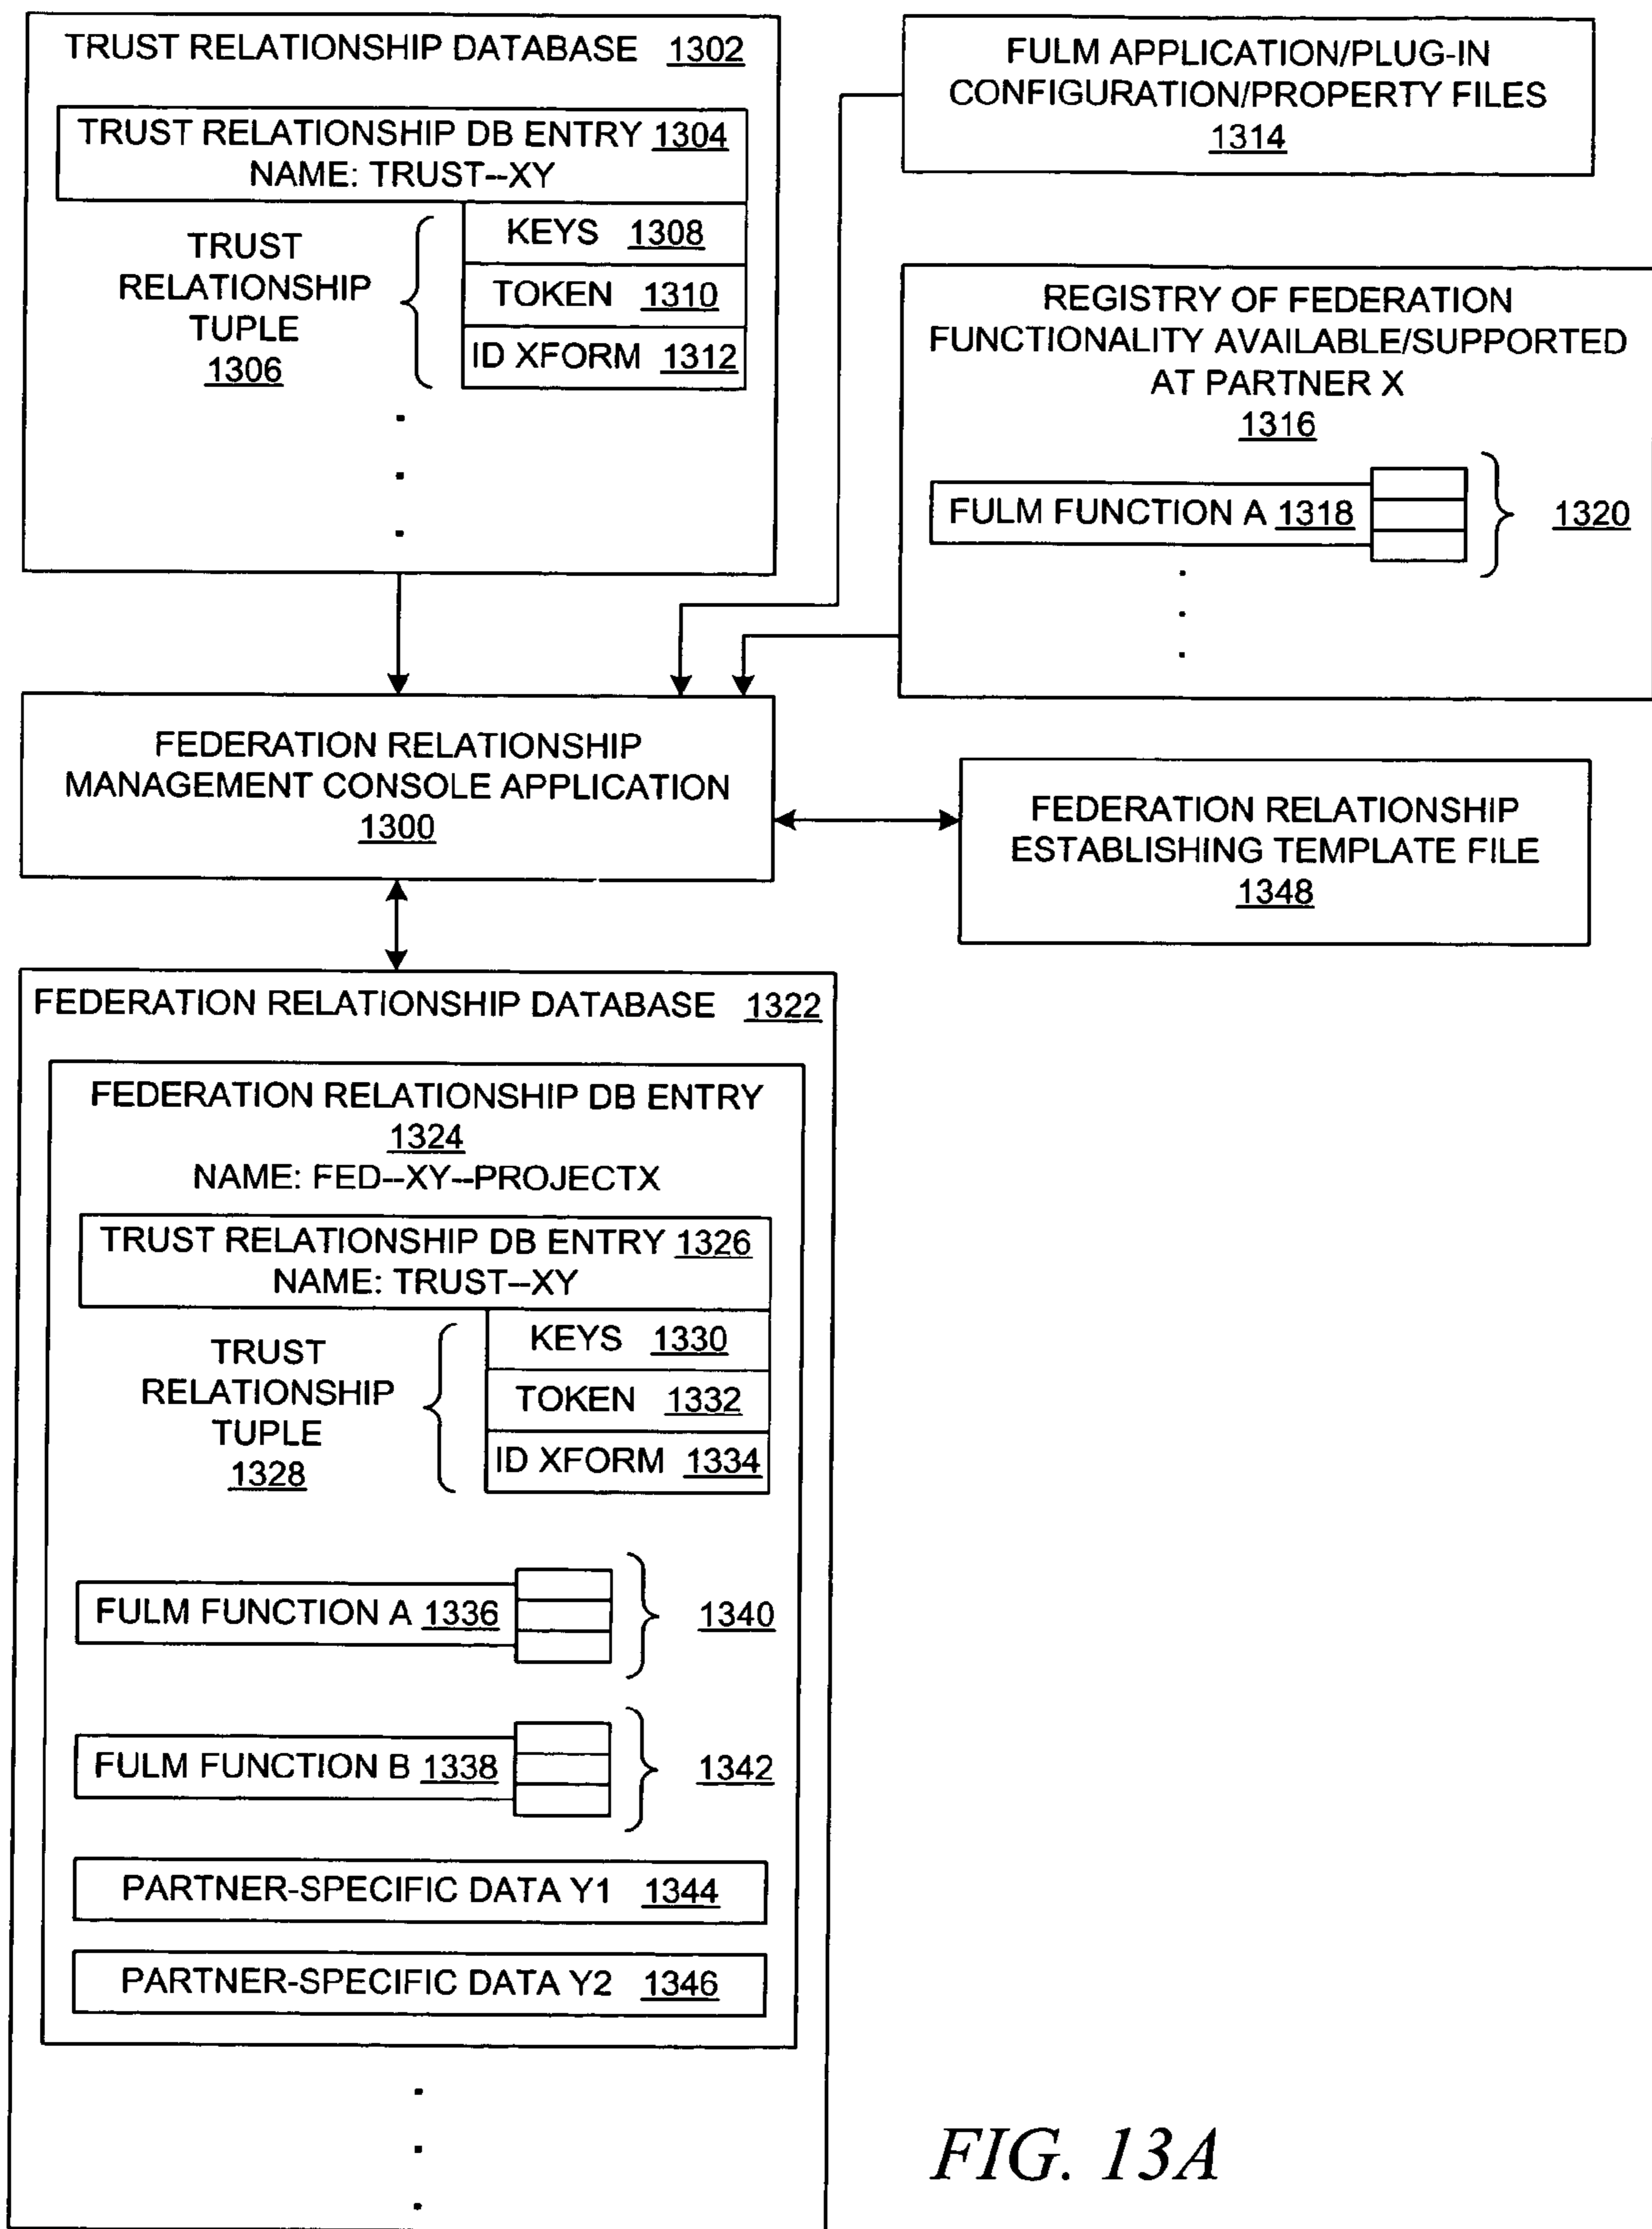 TRUST RELATIONSHIP DATABASE 1302
TRUST RELATIONSHIP DB ENTRY 1304
NAME: TRUST--XY
TRUST
RELATIONSHIP
TUPLE
1306
KEYS 1308
TOKEN 1310
ID XFORM 1312
FULM APPLICATION/PLUG-IN
CONFIGURATION/PROPERTY FILES
1314
REGISTRY OF FEDERATION
FUNCTIONALITY AVAILABLE/SUPPORTED
AT PARTNER X
1316
FULM FUNCTION A 1318
1320
FEDERATION RELATIONSHIP
MANAGEMENT CONSOLE APPLICATION
1300
FEDERATION RELATIONSHIP
ESTABLISHING TEMPLATE FILE
1348
FEDERATION RELATIONSHIP DATABASE 1322
FEDERATION RELATIONSHIP DB ENTRY
1324
NAME: FED--XY--PROJECTX
TRUST RELATIONSHIP DB ENTRY 1326
NAME: TRUST--XY
TRUST
RELATIONSHIP
TUPLE
1328
KEYS 1330
TOKEN 1332
ID XFORM 1334
FULM FUNCTION A 1336
1340
FULM FUNCTION B 1338
1342
PARTNER-SPECIFIC DATA Y1 1344
PARTNER-SPECIFIC DATA Y2 1346
FIG. 13A